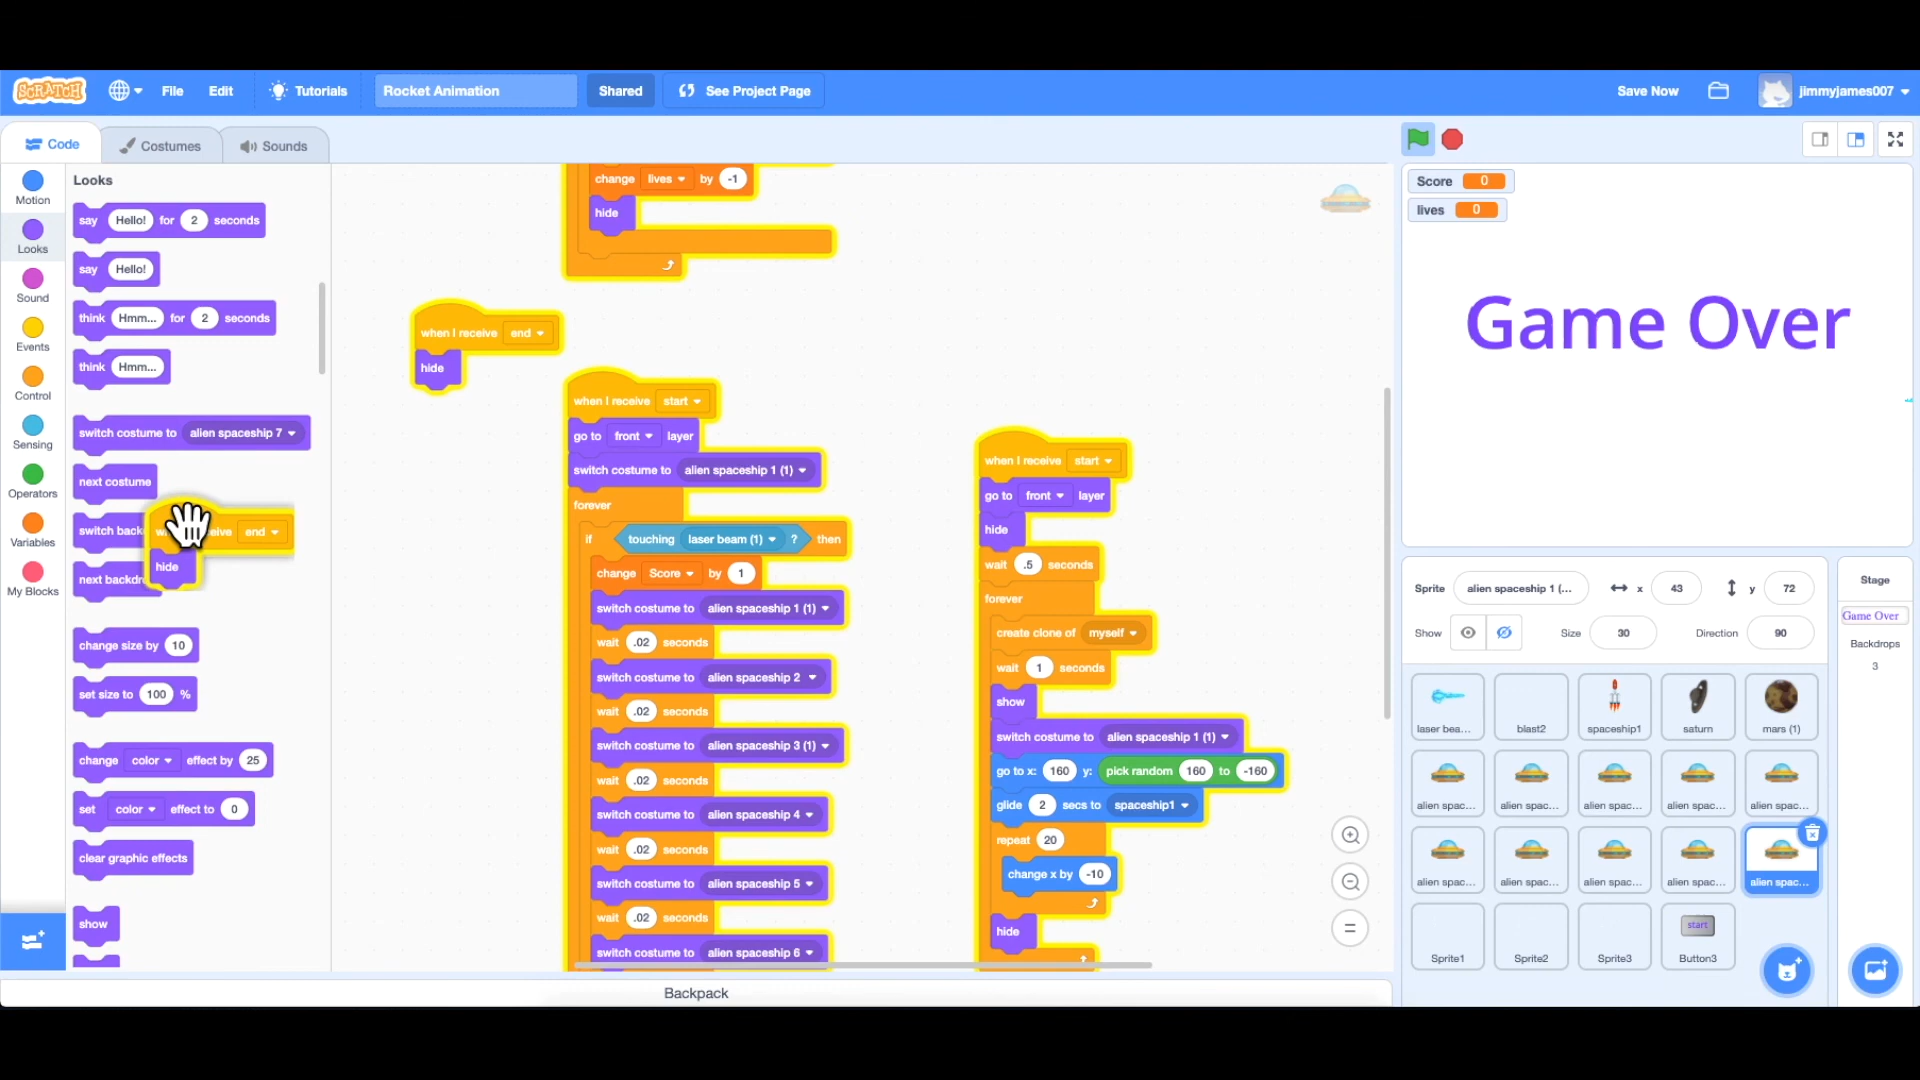 SCRATCH
File
Edit
Tutorials
Rocket Animation
Shared
See Project Page
Save Now
jimmyjames007
Code
Costumes
Sounds
Motion
Looks
Sound
Events
Control
Sensing
Operators
Variables
My Blocks
Looks
say Hello! for 2 seconds
say Hello!
think Hmm... for 2 seconds
think Hmm...
switch costume to alien spaceship 7
next costume
switch back
next backdr
change size by 10
set size to 100 %
change color effect by 25
set color effect to 0
clear graphic effects
show
end
hide
change lives by -1
hide
when I receive end
hide
when I receive start
go to front layer
switch costume to alien spaceship 1 (1)
forever
if touching laser beam (1) ? then
change Score by 1
switch costume to alien spaceship 1 (1)
wait .02 seconds
switch costume to alien spaceship 2
wait .02 seconds
switch costume to alien spaceship 3 (1)
wait .02 seconds
switch costume to alien spaceship 4
wait .02 seconds
switch costume to alien spaceship 5
wait .02 seconds
switch costume to alien spaceship 6
when I receive start
go to front layer
hide
wait .5 seconds
forever
create clone of myself
wait 1 seconds
show
switch costume to alien spaceship 1 (1)
go to x: 160 y: pick random 160 to -160
glide 2 secs to spaceship1
repeat 20
change x by -10
hide
Backpack
Score 0
lives 0
Game Over
Sprite alien spaceship 1 (... x 43 y 72
Show Size 30 Direction 90
laser bea... blast2 spaceship1 saturn mars (1)
alien spac... alien spac... alien spac... alien spac... alien spac...
alien spac... alien spac... alien spac... alien spac... alien spac...
start
Sprite1 Sprite2 Sprite3 Button3
Stage
Game Over
Backdrops
3